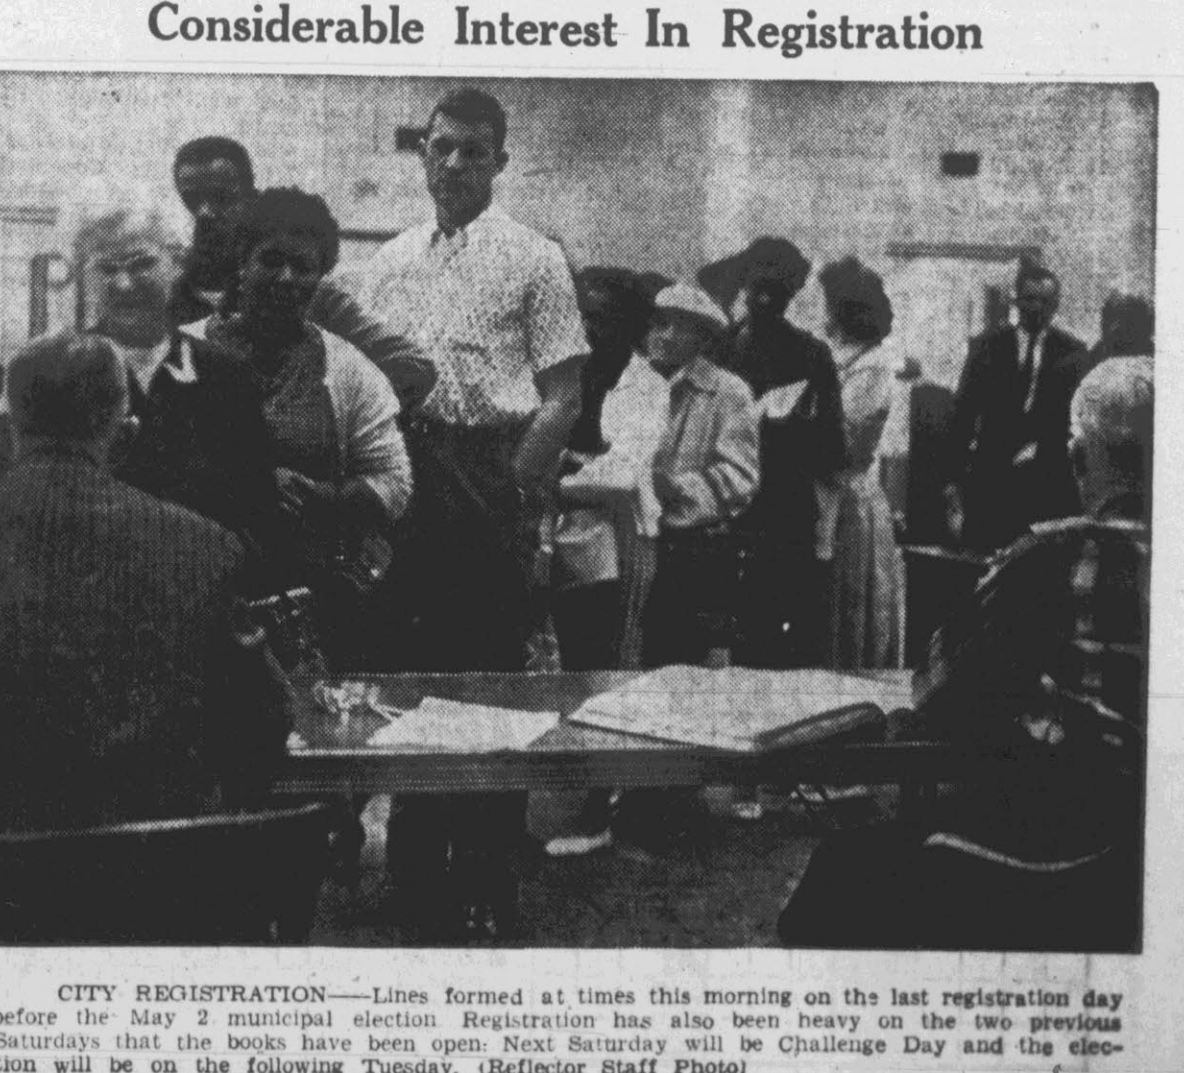 Considerable Interest In Registration
CITY REGISTRATION—Lines formed at times this morning on the last registration day
before the May 2 municipal election Registration has also been heavy on the two previous
Saturdays that the books have been open. Next Saturday will be Challenge Day and the elec-
tion will be on the following Tuesday. (Reflector Staff Photo)